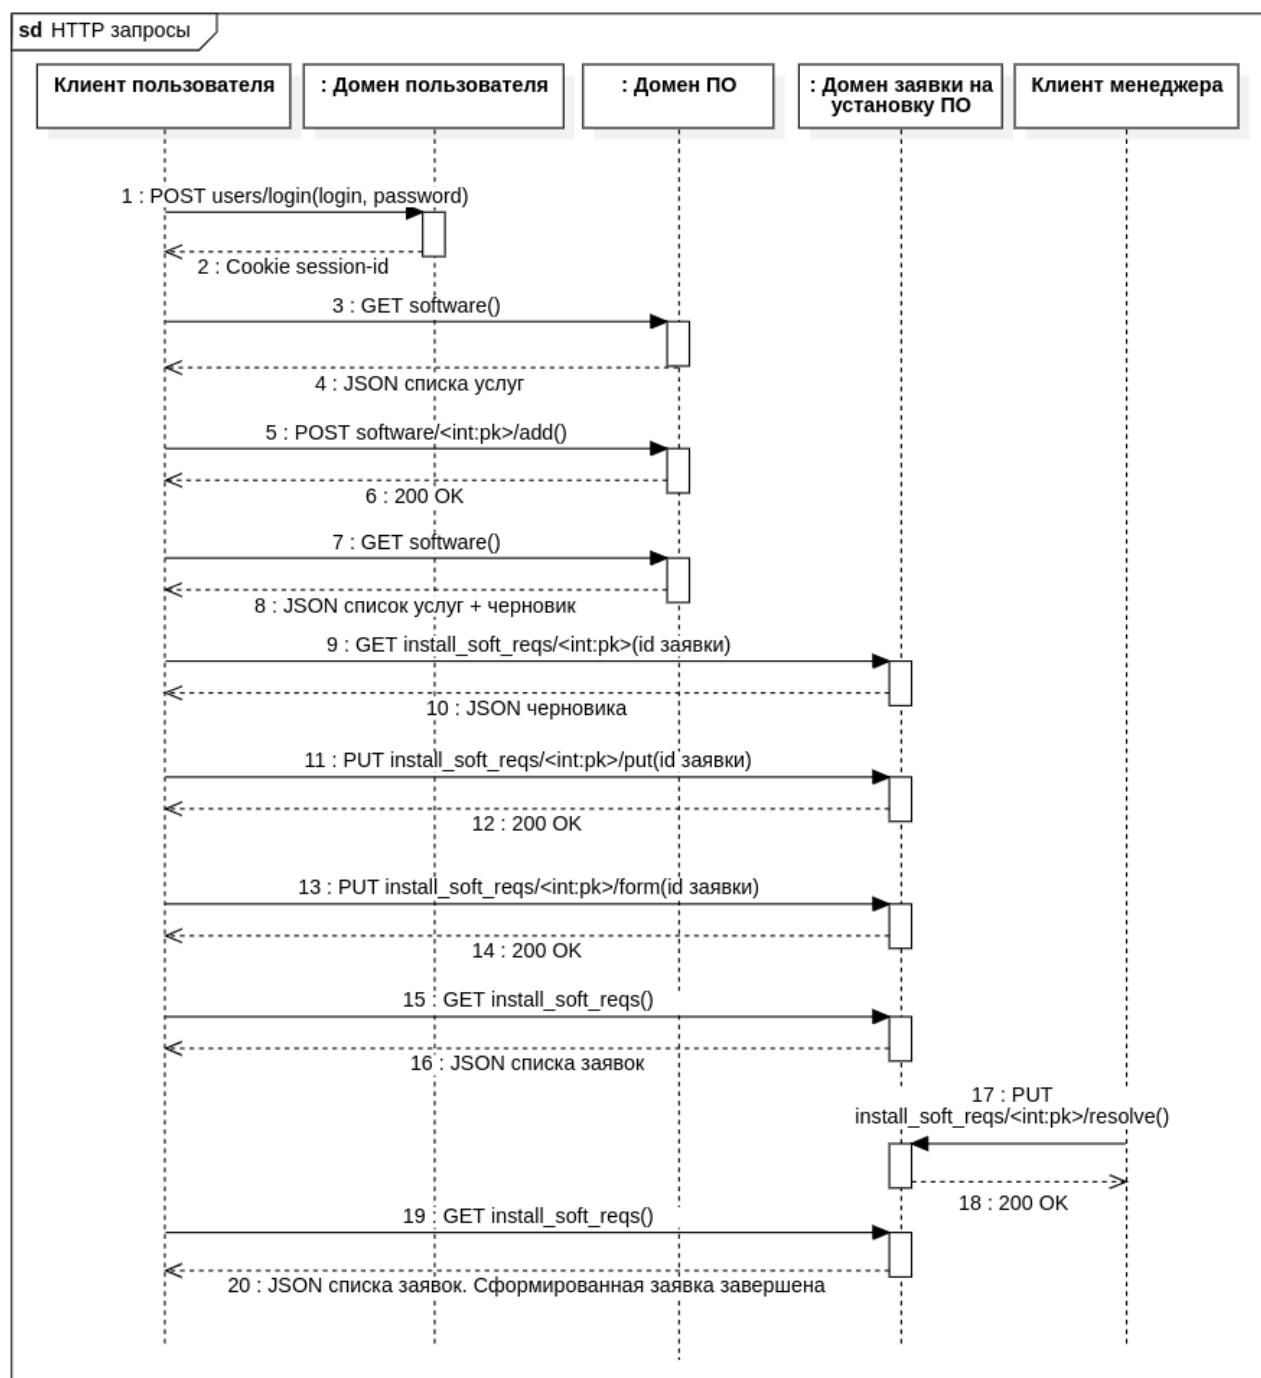 sd HTTP запросы
Клиент пользователя
: Домен пользователя
: Домен ПО
: Домен заявки на
установку ПО
Клиент менеджера
1 : POST users/login(login, password)
2 : Cookie session-id
3 : GET software()
4 : JSON списка услуг
5 : POST software/<int:pk>/add()
6 : 200 OK
7 : GET software()
8 : JSON список услуг + черновик
9 : GET install_soft_reqs/<int:pk>(id заявки)
10 : JSON черновика
11 : PUT install_soft_reqs/<int:pk>/put(id заявки)
12 : 200 OK
13 : PUT install_soft_reqs/<int:pk>/form(id заявки)
14 : 200 OK
15 : GET install_soft_reqs()
16 : JSON списка заявок
17 : PUT
install_soft_reqs/<int:pk>/resolve()
18 : 200 OK
19 : GET install_soft_reqs()
20 : JSON списка заявок. Сформированная заявка завершена